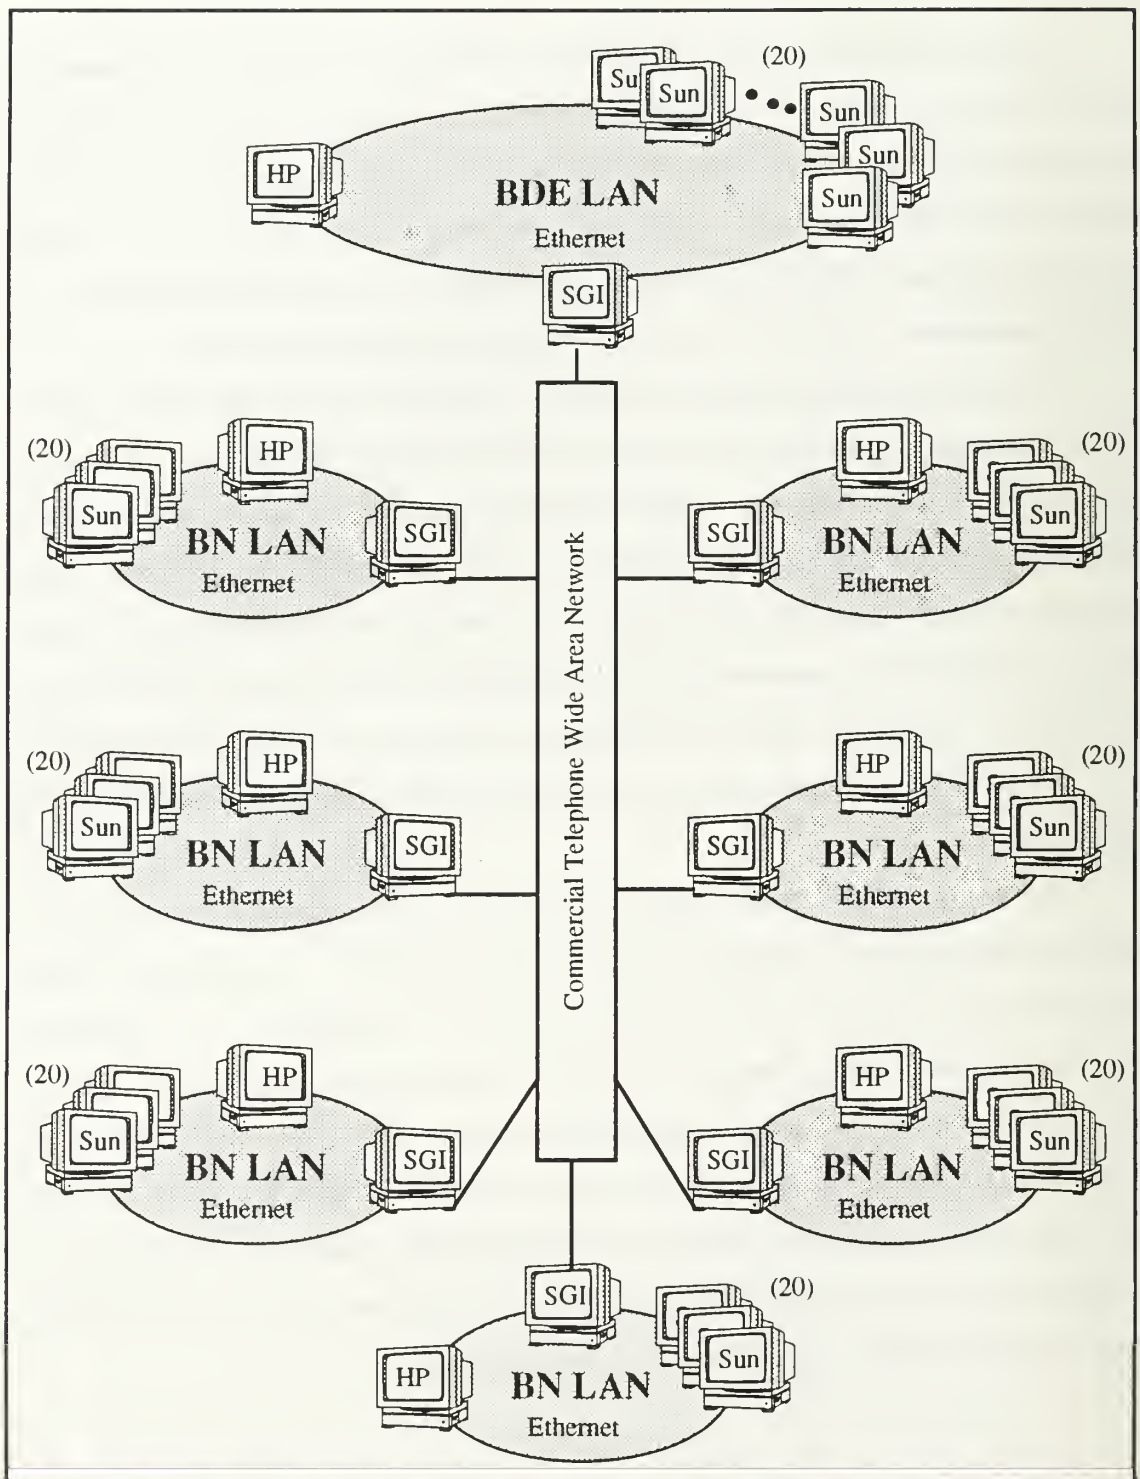 (20)
Su
Sun
Sun
Sun
Sun
HP
BDE LAN
Ethernet
SGI
Commercial Telephone Wide Area Network
(20)
HP
Sun
SGI
BN LAN
Ethernet
HP
(20)
SGI
Sun
BN LAN
Ethernet
(20)
HP
Sun
SGI
BN LAN
Ethernet
HP
(20)
SGI
Sun
BN LAN
Ethernet
(20)
HP
Sun
SGI
BN LAN
Ethernet
HP
(20)
SGI
Sun
BN LAN
Ethernet
SGI
(20)
HP
Sun
BN LAN
Ethernet